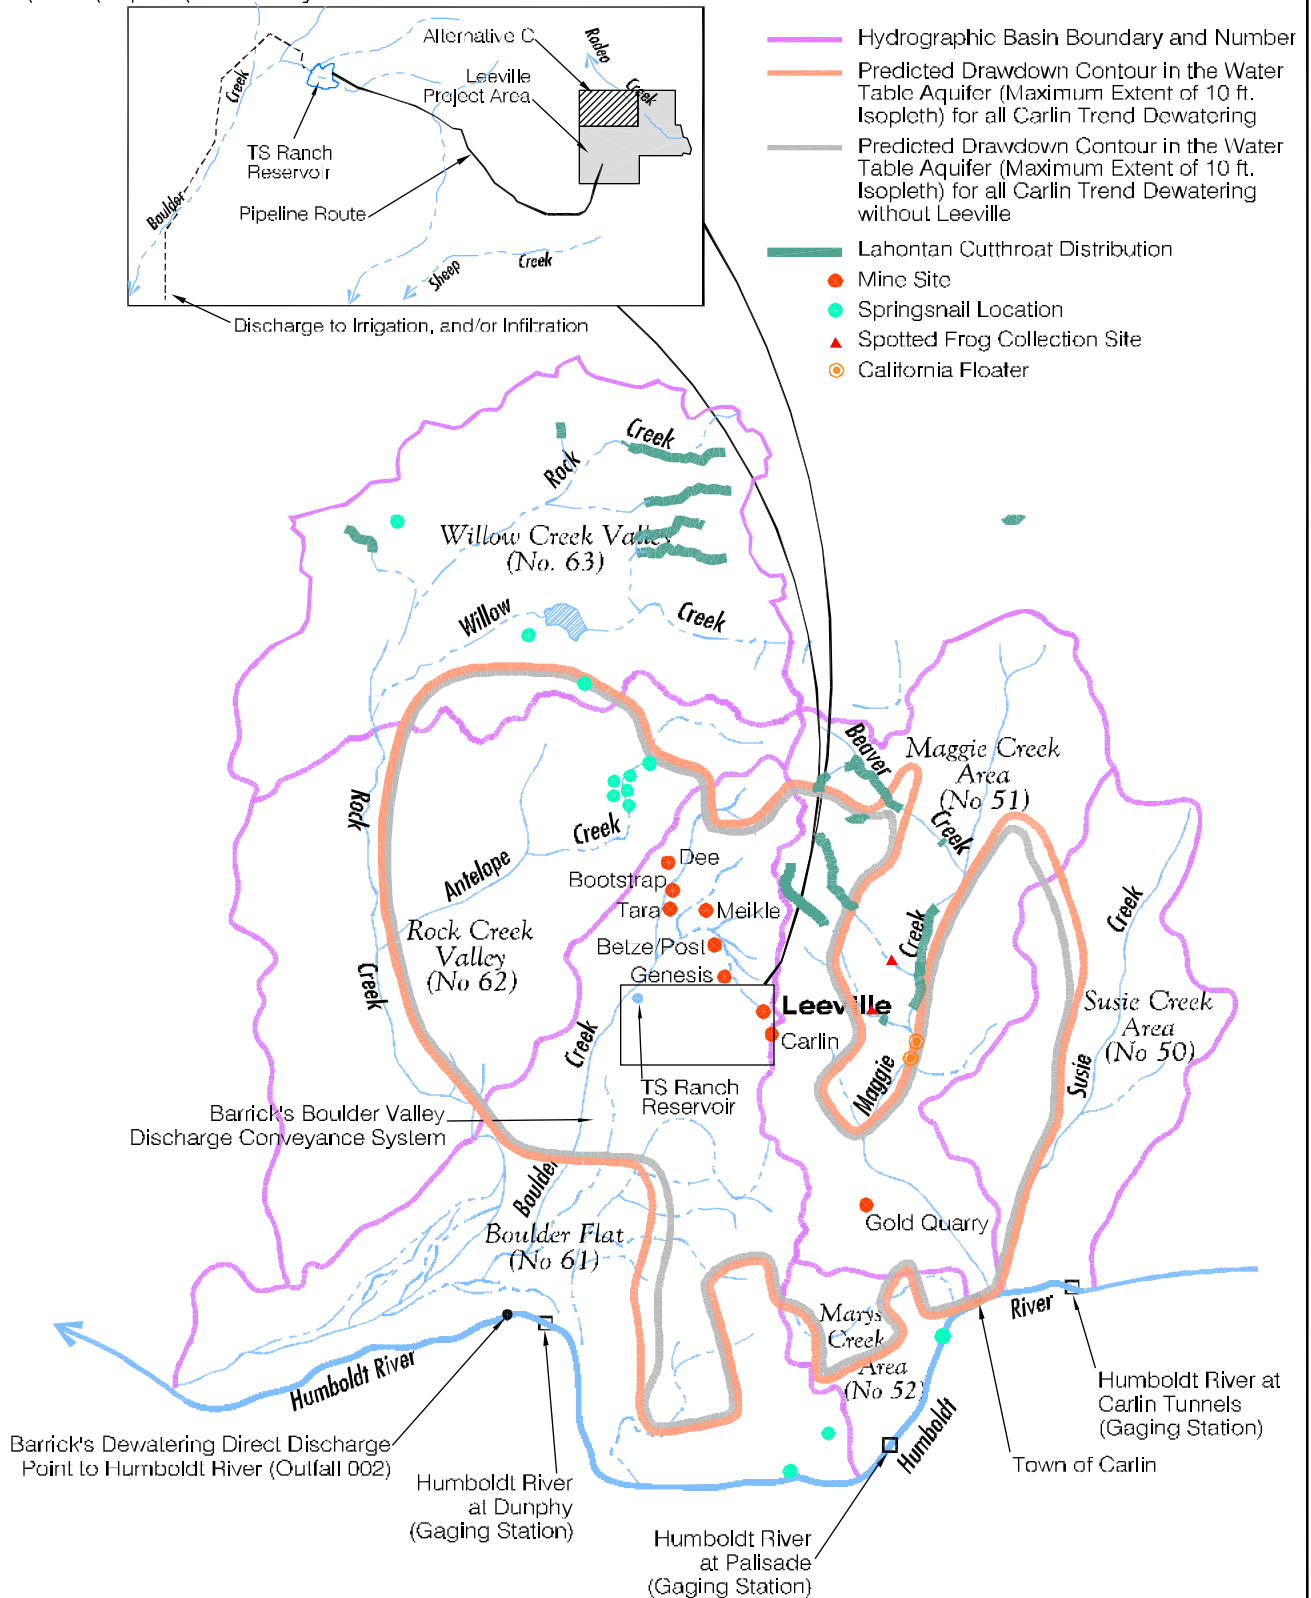 Alternative C
Rodeo
Creek
Leeville
Project Area
Creek
TS Ranch
Reservoir
Boulder
Pipeline Route
Sheep
Creek
Discharge to Irrigation, and/or Infiltration
Hydrographic Basin Boundary and Number
Predicted Drawdown Contour in the Water
Table Aquifer (Maximum Extent of 10 ft.
Isopleth) for all Carlin Trend Dewatering
Predicted Drawdown Contour in the Water
Table Aquifer (Maximum Extent of 10 ft.
Isopleth) for all Carlin Trend Dewatering
without Leeville
Lahontan Cutthroat Distribution
Mine Site
Springsnail Location
Spotted Frog Collection Site
California Floater
Creek
Rock
Willow Creek Valley
(No. 63)
Willow
Creek
Beaver
Creek
Maggie Creek
Area
(No 51)
Rock
Creek
Creek
Antelope
Dee
Bootstrap
Tara
Meikle
Betze/Post
Genesis
Rock Creek
Valley
(No 62)
Creek
Creek
Leeville
Carlin
Susie Creek
Area
(No 50)
Susie
Creek
Maggie
TS Ranch
Reservoir
Barrick's Boulder Valley
Discharge Conveyance System
Boulder
Boulder Flat
(No 61)
Gold Quarry
Marys
Creek
Area
(No 52)
River
Humboldt River
Humboldt
Humboldt River at
Carlin Tunnels
(Gaging Station)
Town of Carlin
Barrick's Dewatering Direct Discharge
Point to Humboldt River (Outfall 002)
Humboldt River
at Dunphy
(Gaging Station)
Humboldt River
at Palisade
(Gaging Station)